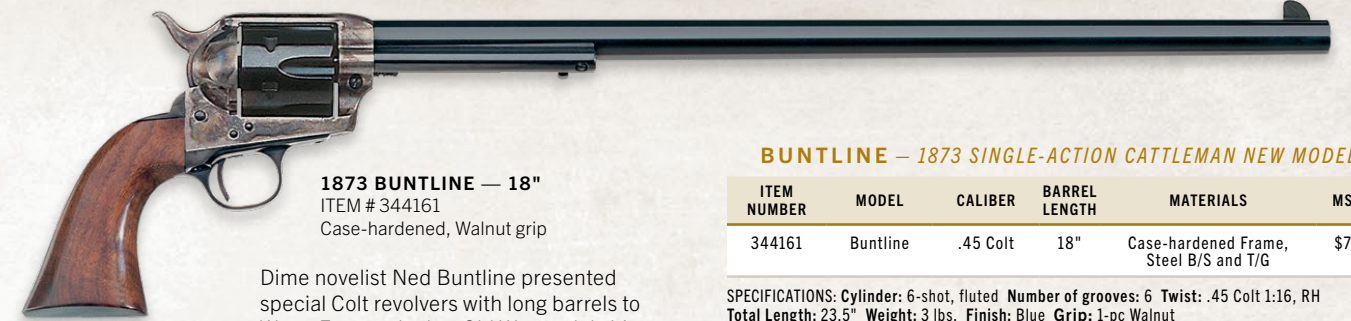 1873 BUNTLINE — 18"
ITEM # 344161
Case-hardened, Walnut grip
Dime novelist Ned Buntline presented
special Colt revolvers with long barrels to
BUNTLINE — 1873 SINGLE-ACTION CATTLEMAN NEW MODEL
ITEM NUMBER MODEL CALIBER BARREL LENGTH MATERIALS
344161 Buntline .45 Colt 18" Case-hardened Frame, Steel B/S and T/G
SPECIFICATIONS: Cylinder: 6-shot, fluted Number of grooves: 6 Twist: .45 Colt 1:16, RH
Total Length: 23.5" Weight: 3 lbs. Finish: Blue Grip: 1-pc Walnut